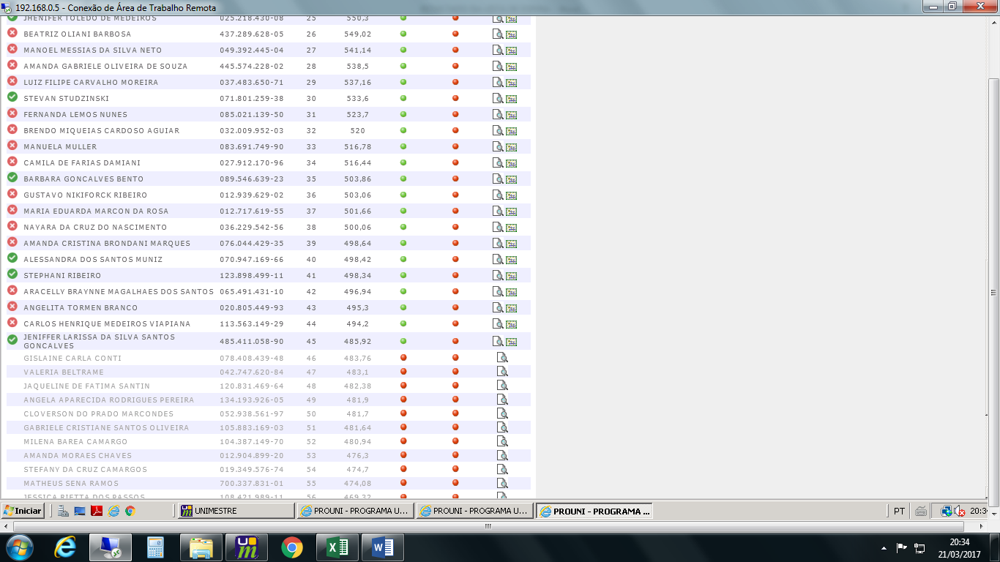 192.168.0.5 - Conexão de Área de Trabalho Remota
JHENIFER TOLEDO DE MEDEIROS 025.218.430-08 25 550,3
BEATRIZ OLIANI BARBOSA 437.289.628-05 26 549,02
MANOEL MESSIAS DA SILVA NETO 049.392.445-04 27 541,14
AMANDA GABRIELE OLIVEIRA DE SOUZA 445.574.228-02 28 538,5
LUIZ FILIPE CARVALHO MOREIRA 037.483.650-71 29 537,16
STEVAN STUDZINSKI 071.801.259-38 30 533,6
FERNANDA LEMOS NUNES 085.021.139-50 31 523,7
BRENDO MIQUEIAS CARDOSO AGUIAR 032.009.952-03 32 520
MANUELA MULLER 083.691.749-90 33 516,78
CAMILA DE FARIAS DAMIANI 027.912.170-96 34 516,44
BARBARA GONCALVES BENTO 089.546.639-23 35 503,86
GUSTAVO NIKIFORCK RIBEIRO 012.939.629-02 36 503,06
MARIA EDUARDA MARCON DA ROSA 012.717.619-55 37 501,66
NAYARA DA CRUZ DO NASCIMENTO 036.229.542-56 38 500,06
AMANDA CRISTINA BRONDANI MARQUES 076.044.429-35 39 498,64
ALESSANDRA DOS SANTOS MUNIZ 070.947.169-66 40 498,42
STEPHANI RIBEIRO 123.898.499-11 41 498,34
ARACELLY BRAYNNE MAGALHAES DOS SANTOS 065.491.431-10 42 496,94
ANGELITA TORMEN BRANCO 020.805.449-93 43 495,3
CARLOS HENRIQUE MEDEIROS VIAPIANA 113.563.149-29 44 494,2
JENIFFER LARISSA DA SILVA SANTOS
GONCALVES 485.411.058-90 45 485,92
GISLAINE CARLA CONTI 078.408.439-48 46 483,76
VALERIA BELTRAME 042.747.620-84 47 483,1
JAQUELINE DE FATIMA SANTIN 120.831.469-64 48 482,38
ANGELA APARECIDA RODRIGUES PEREIRA 134.193.926-05 49 481,9
CLOVERSON DO PRADO MARCONDES 052.938.561-97 50 481,7
GABRIELE CRISTIANE SANTOS OLIVEIRA 105.883.169-03 51 481,64
MILENA BAREA CAMARGO 104.387.149-70 52 480,94
AMANDA MORAES CHAVES 012.904.899-20 53 476,3
STEFANY DA CRUZ CAMARGOS 019.349.576-74 54 474,7
MATHEUS SENA RAMOS 700.337.831-01 55 474,08
JESSICA RIETTA DOS PASSOS 108.421.989-11 56 469,32
Iniciar UNIMESTRE PROUNI - PROGRAMA U... PROUNI - PROGRAMA U... PROUNI - PROGRAMA ... PT 20:3
20:34
21/03/2017